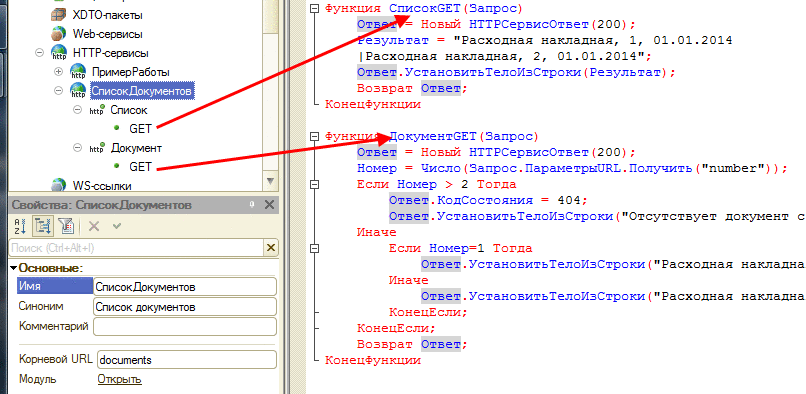 XDTO-пакеты
Web-сервисы
HTTP-сервисы
ПримерРаботы
СписокДокументов
Список
GET
Документ
GET
WS-ссылки
Свойства: СписокДокументов
Поиск (Ctrl+Alt+I)
Основные:
Имя СписокДокументов
Синоним Список документов
Комментарий
Корневой URL documents
Модуль Открыть
Функция СписокGET(Запрос)
Ответ = Новый HTTPСервисОтвет(200);
Результат = "Расходная накладная, 1, 01.01.2014
|Расходная накладная, 2, 01.01.2014";
Ответ.УстановитьТелоИзСтроки(Результат);
Возврат Ответ;
КонецФункции
Функция ДокументGET(Запрос)
Ответ = Новый HTTPСервисОтвет(200);
Номер = Число(Запрос.ПараметрыURL.Получить("number"));
Если Номер > 2 Тогда
Ответ.КодСостояния = 404;
Ответ.УстановитьТелоИзСтроки("Отсутствует документ с
Иначе
Если Номер=1 Тогда
Ответ.УстановитьТелоИзСтроки("Расходная накладна
Иначе
Ответ.УстановитьТелоИзСтроки("Расходная накладна
КонецЕсли;
КонецЕсли;
Возврат Ответ;
КонецФункции